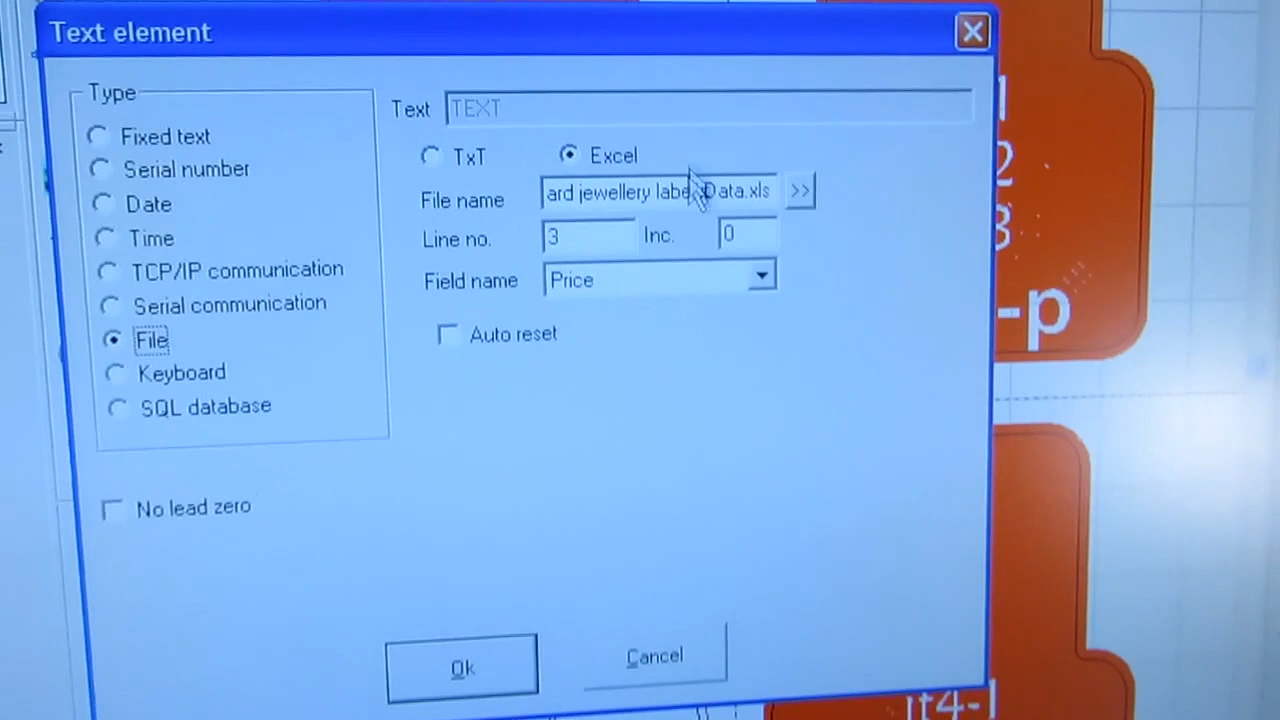 Text element
Type
Fixed text
Serial number
Date
Time
TCP/IP communication
Serial communication
File
Keyboard
SQL database
No lead zero
Text TEXT
TxT Excel
File name ard jewellery labe Data.xls >>
Line no. 3 Inc. 0
Field name Price
Auto reset
Ok Cancel
2
3
-p